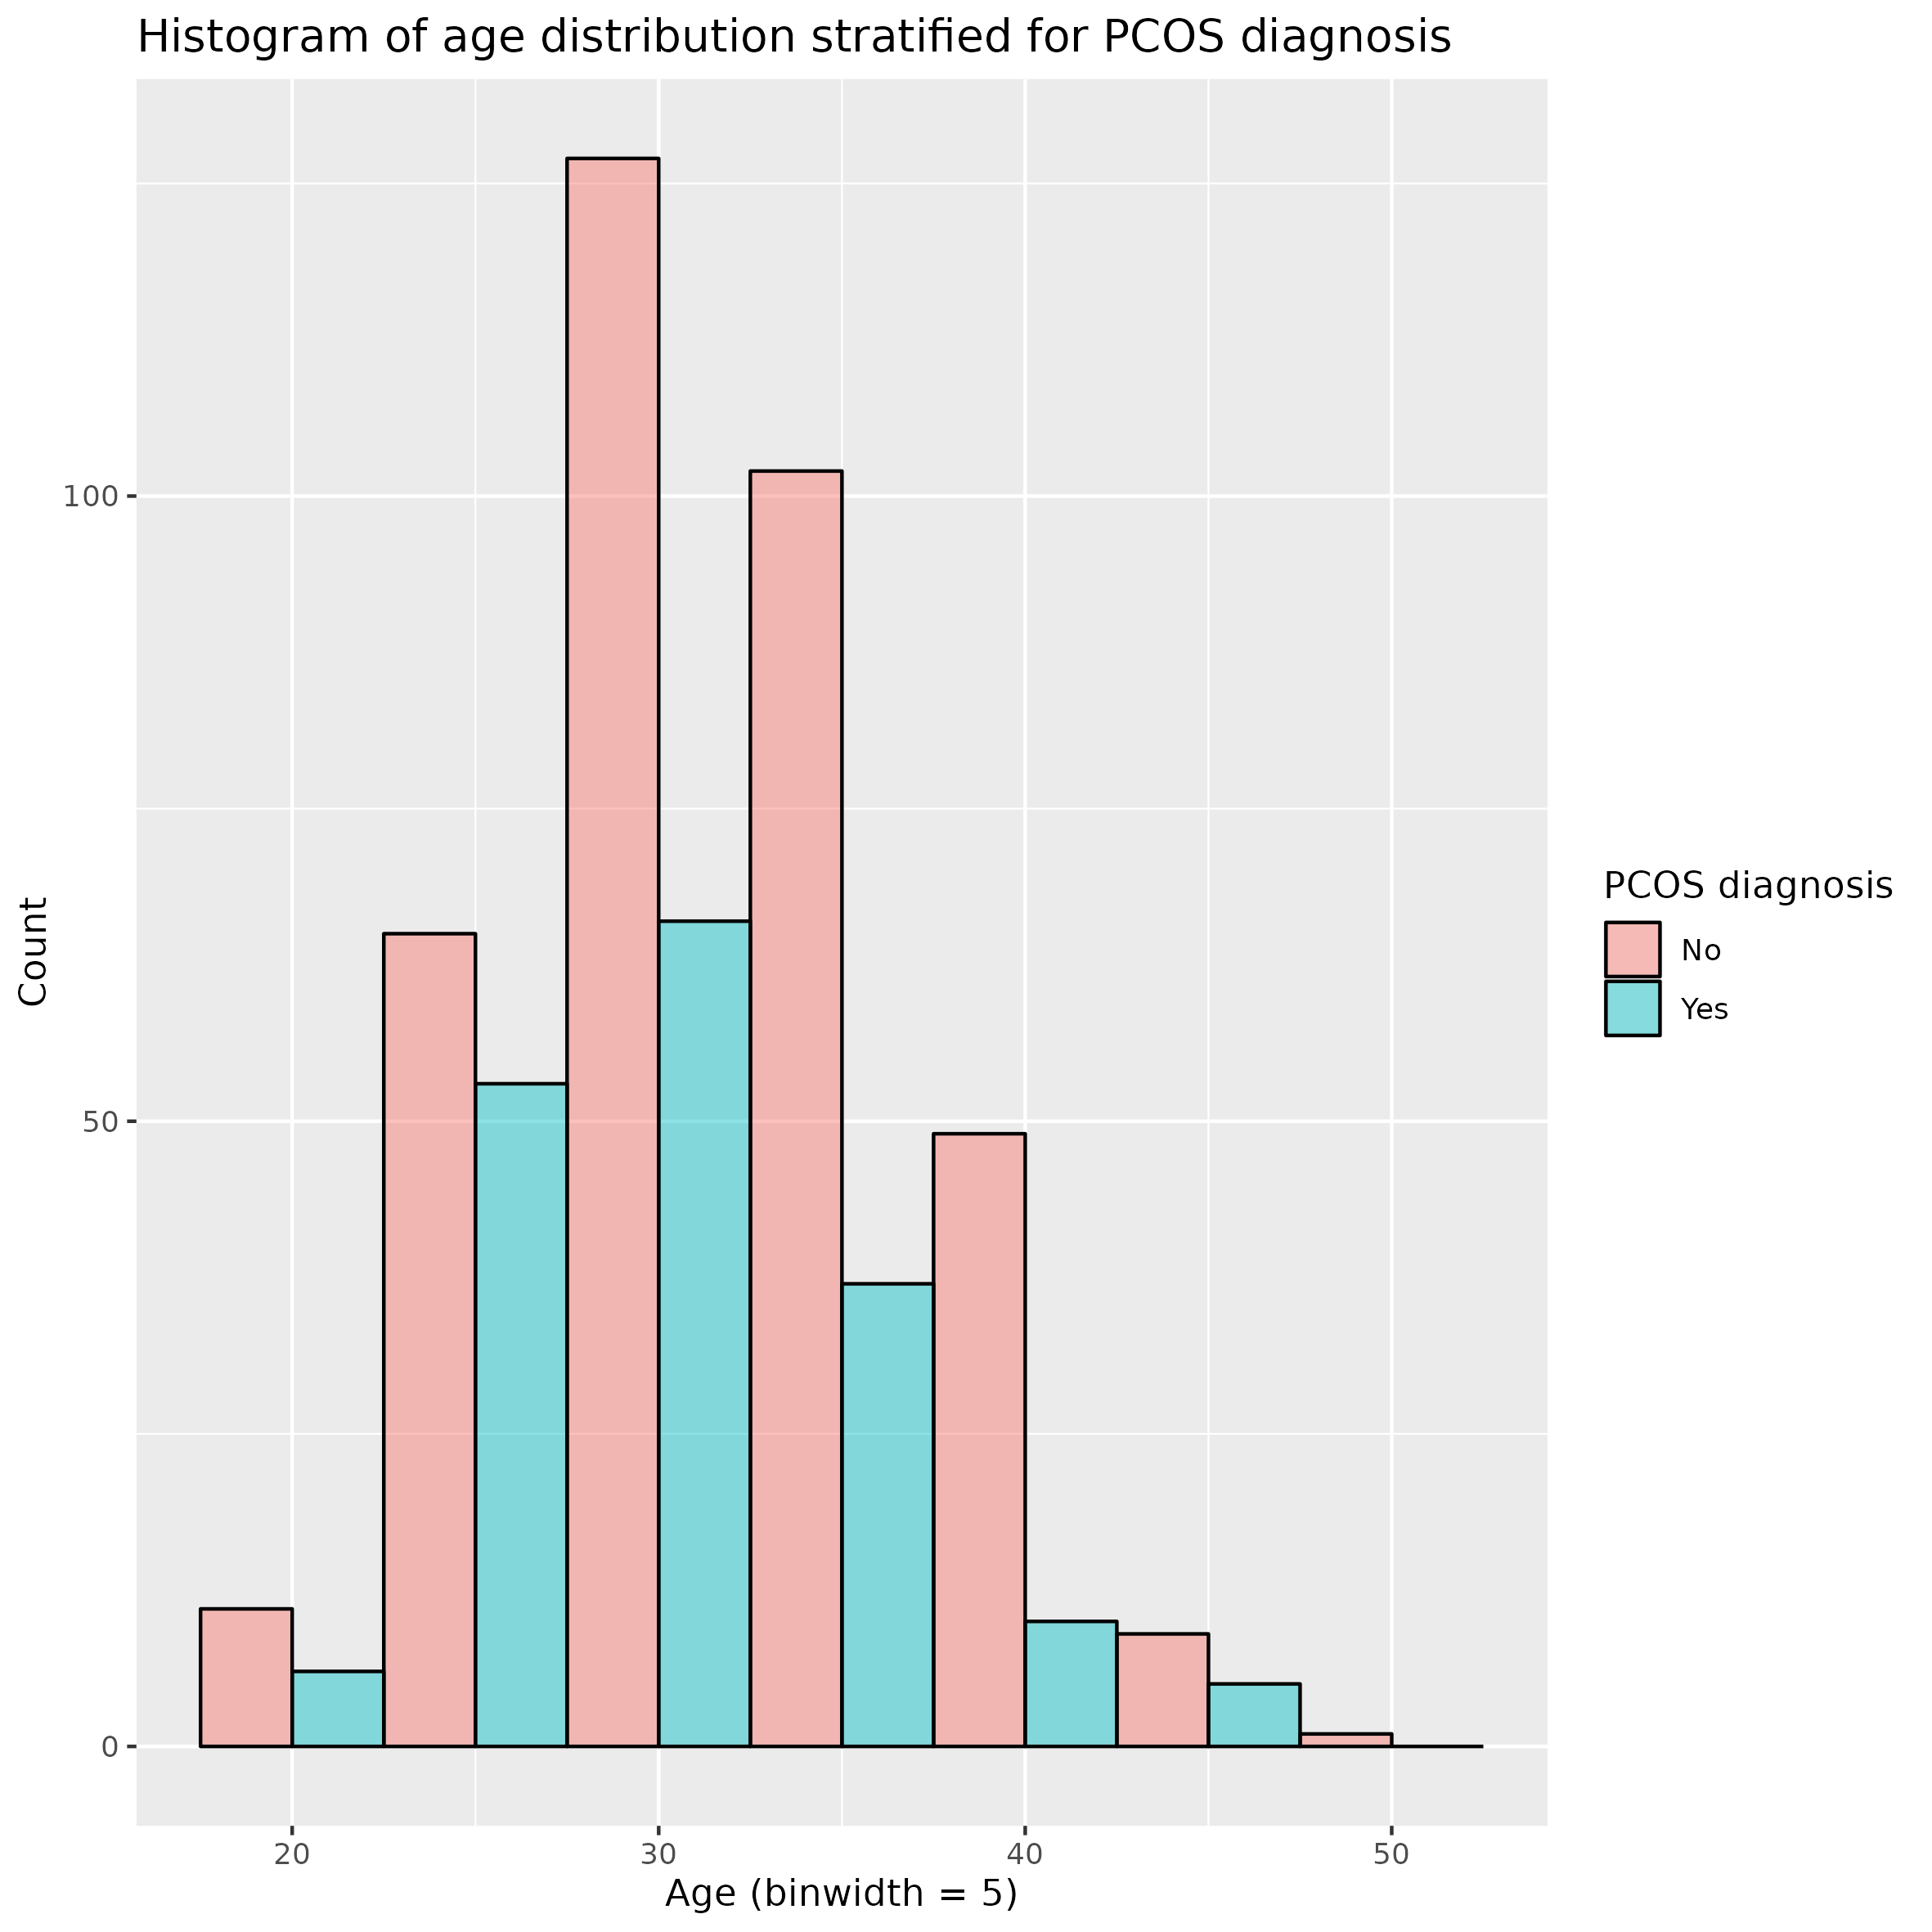 Histogram of age distribution stratified for PCOS diagnosis
Count
100
50
0
20 30 40 50
Age (binwidth = 5)
PCOS diagnosis
No
Yes